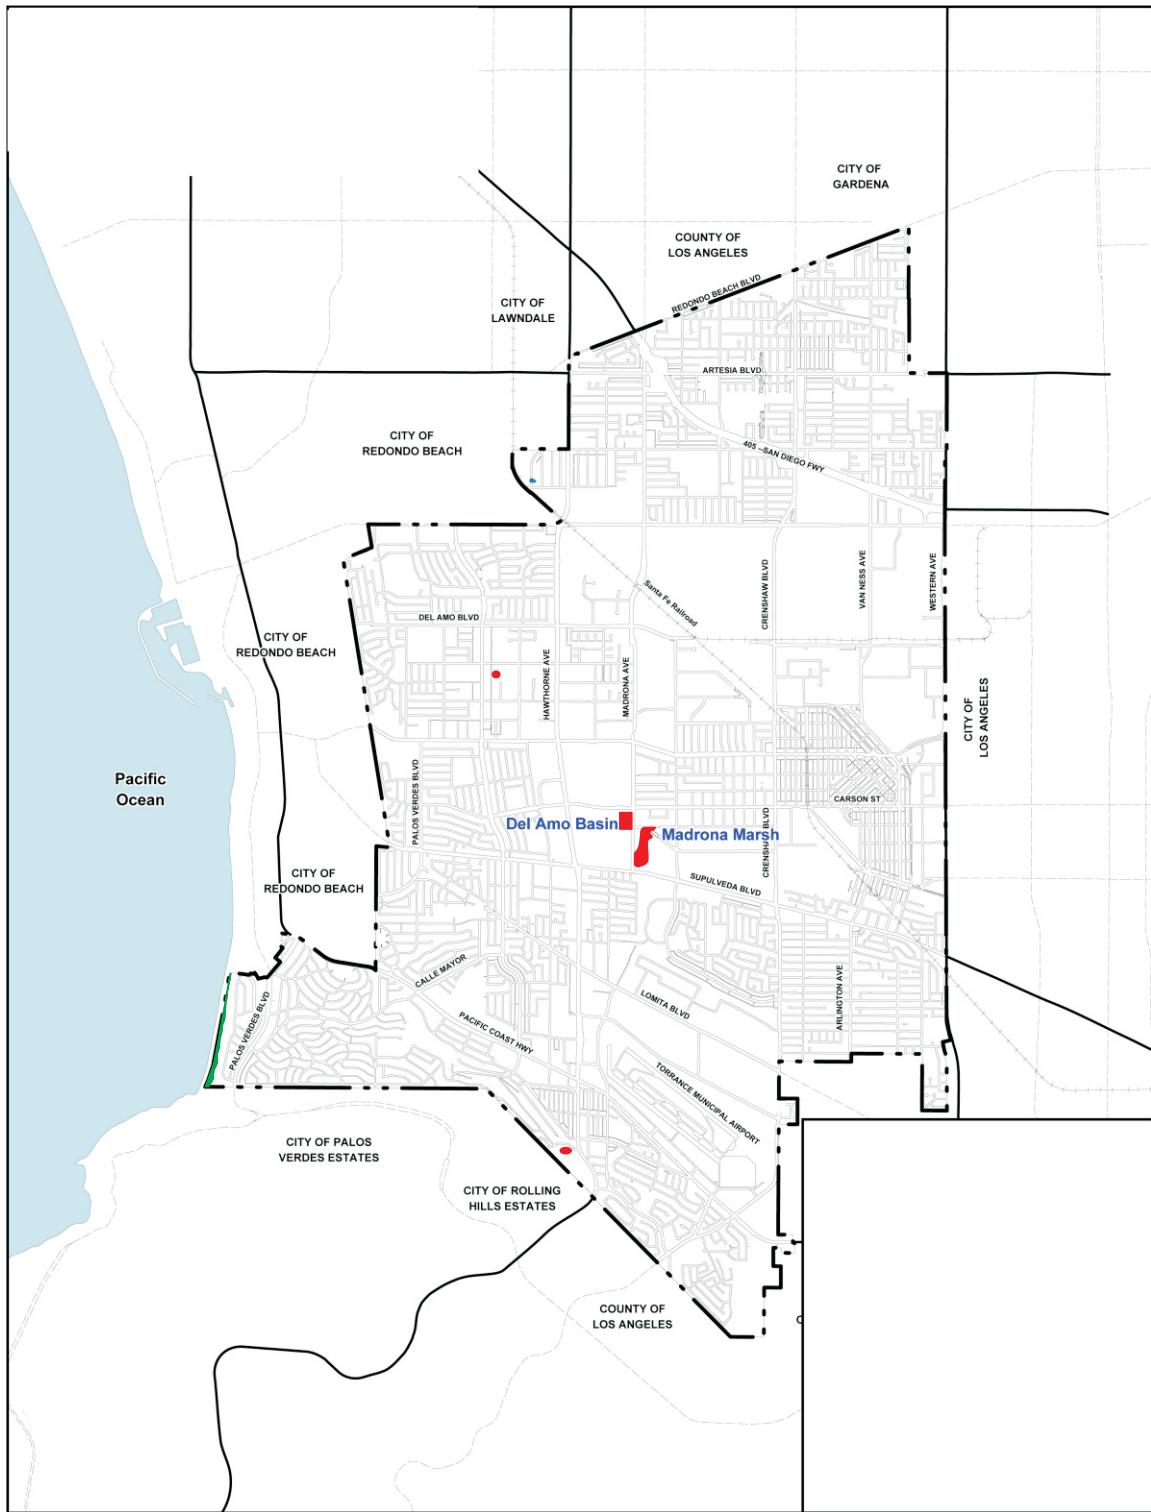 CITY OF
GARDENA
COUNTY OF
LOS ANGELES
REDONDO BEACH BLVD
CITY OF
LAWNDALE
ARTESIA BLVD
CITY OF
REDONDO BEACH
405 - SAN DIEGO FWY
CRENSHAW BLVD
VAN NESS AVE
WESTERN AVE
Santa Fe Railroad
DEL AMO BLVD
CITY OF
REDONDO BEACH
HAWTHORNE AVE
MADRONA AVE
CITY OF
LOS ANGELES
Pacific
Ocean
PALOS VERDES BLVD
CARSON ST
Del Amo Basin
Madrona Marsh
CRENSHAW BLVD
CITY OF
REDONDO BEACH
SUPULVEDA BLVD
CALLE MAYOR
LOMITA BLVD
ARLINGTON AVE
PALOS VERDES BLVD
PACIFIC COAST HWY
TORRANCE MUNICIPAL AIRPORT
CITY OF PALOS
VERDES ESTATES
CITY OF ROLLING
HILLS ESTATES
COUNTY OF
LOS ANGELES